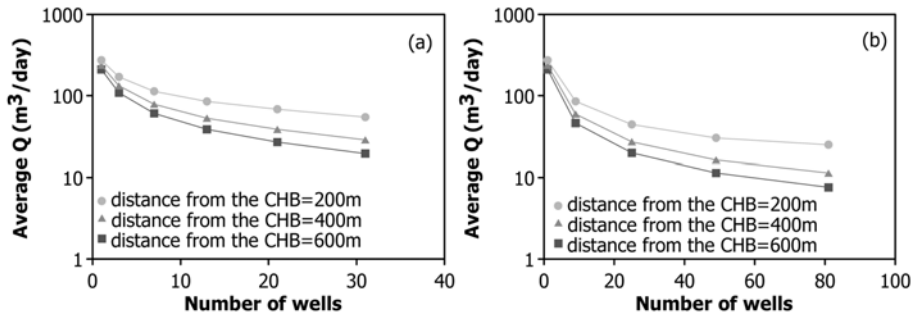 1000
100
10
1
Average Q (m³/day)
(a)
distance from the CHB=200m
distance from the CHB=400m
distance from the CHB=600m
0 10 20 30 40
Number of wells
1000
100
10
1
Average Q (m³/day)
(b)
distance from the CHB=200m
distance from the CHB=400m
distance from the CHB=600m
0 20 40 60 80 100
Number of wells